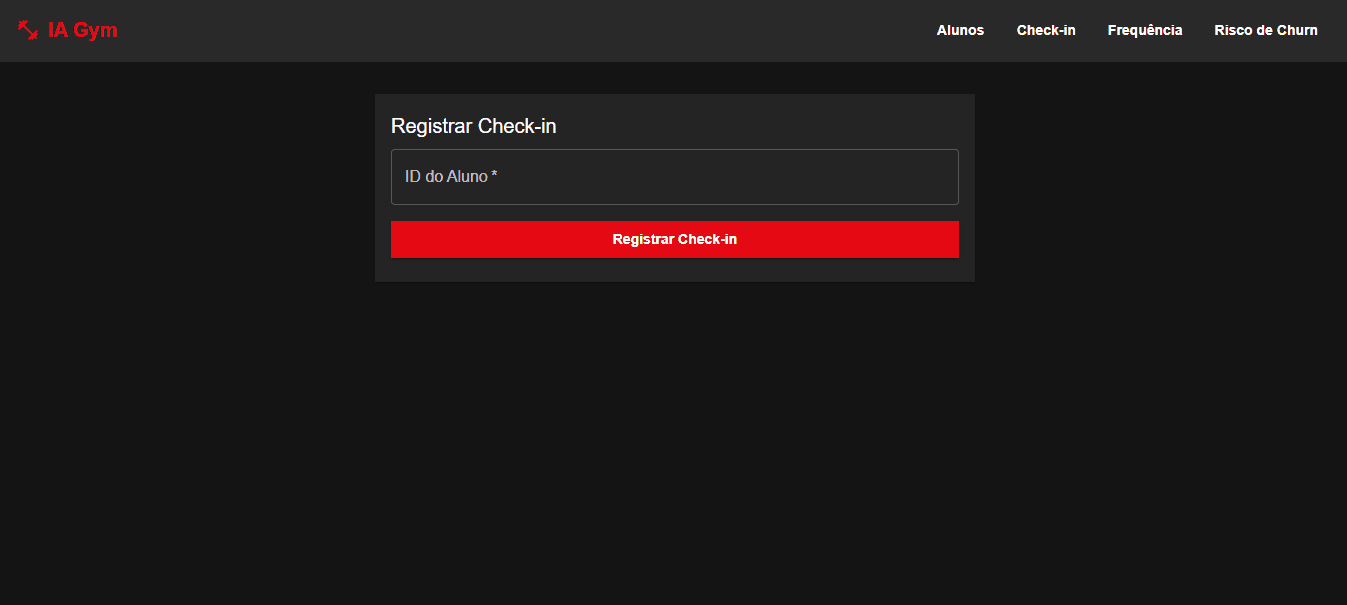 IA Gym
Alunos
Check-in
Frequência
Risco de Churn
Registrar Check-in
ID do Aluno *
Registrar Check-in